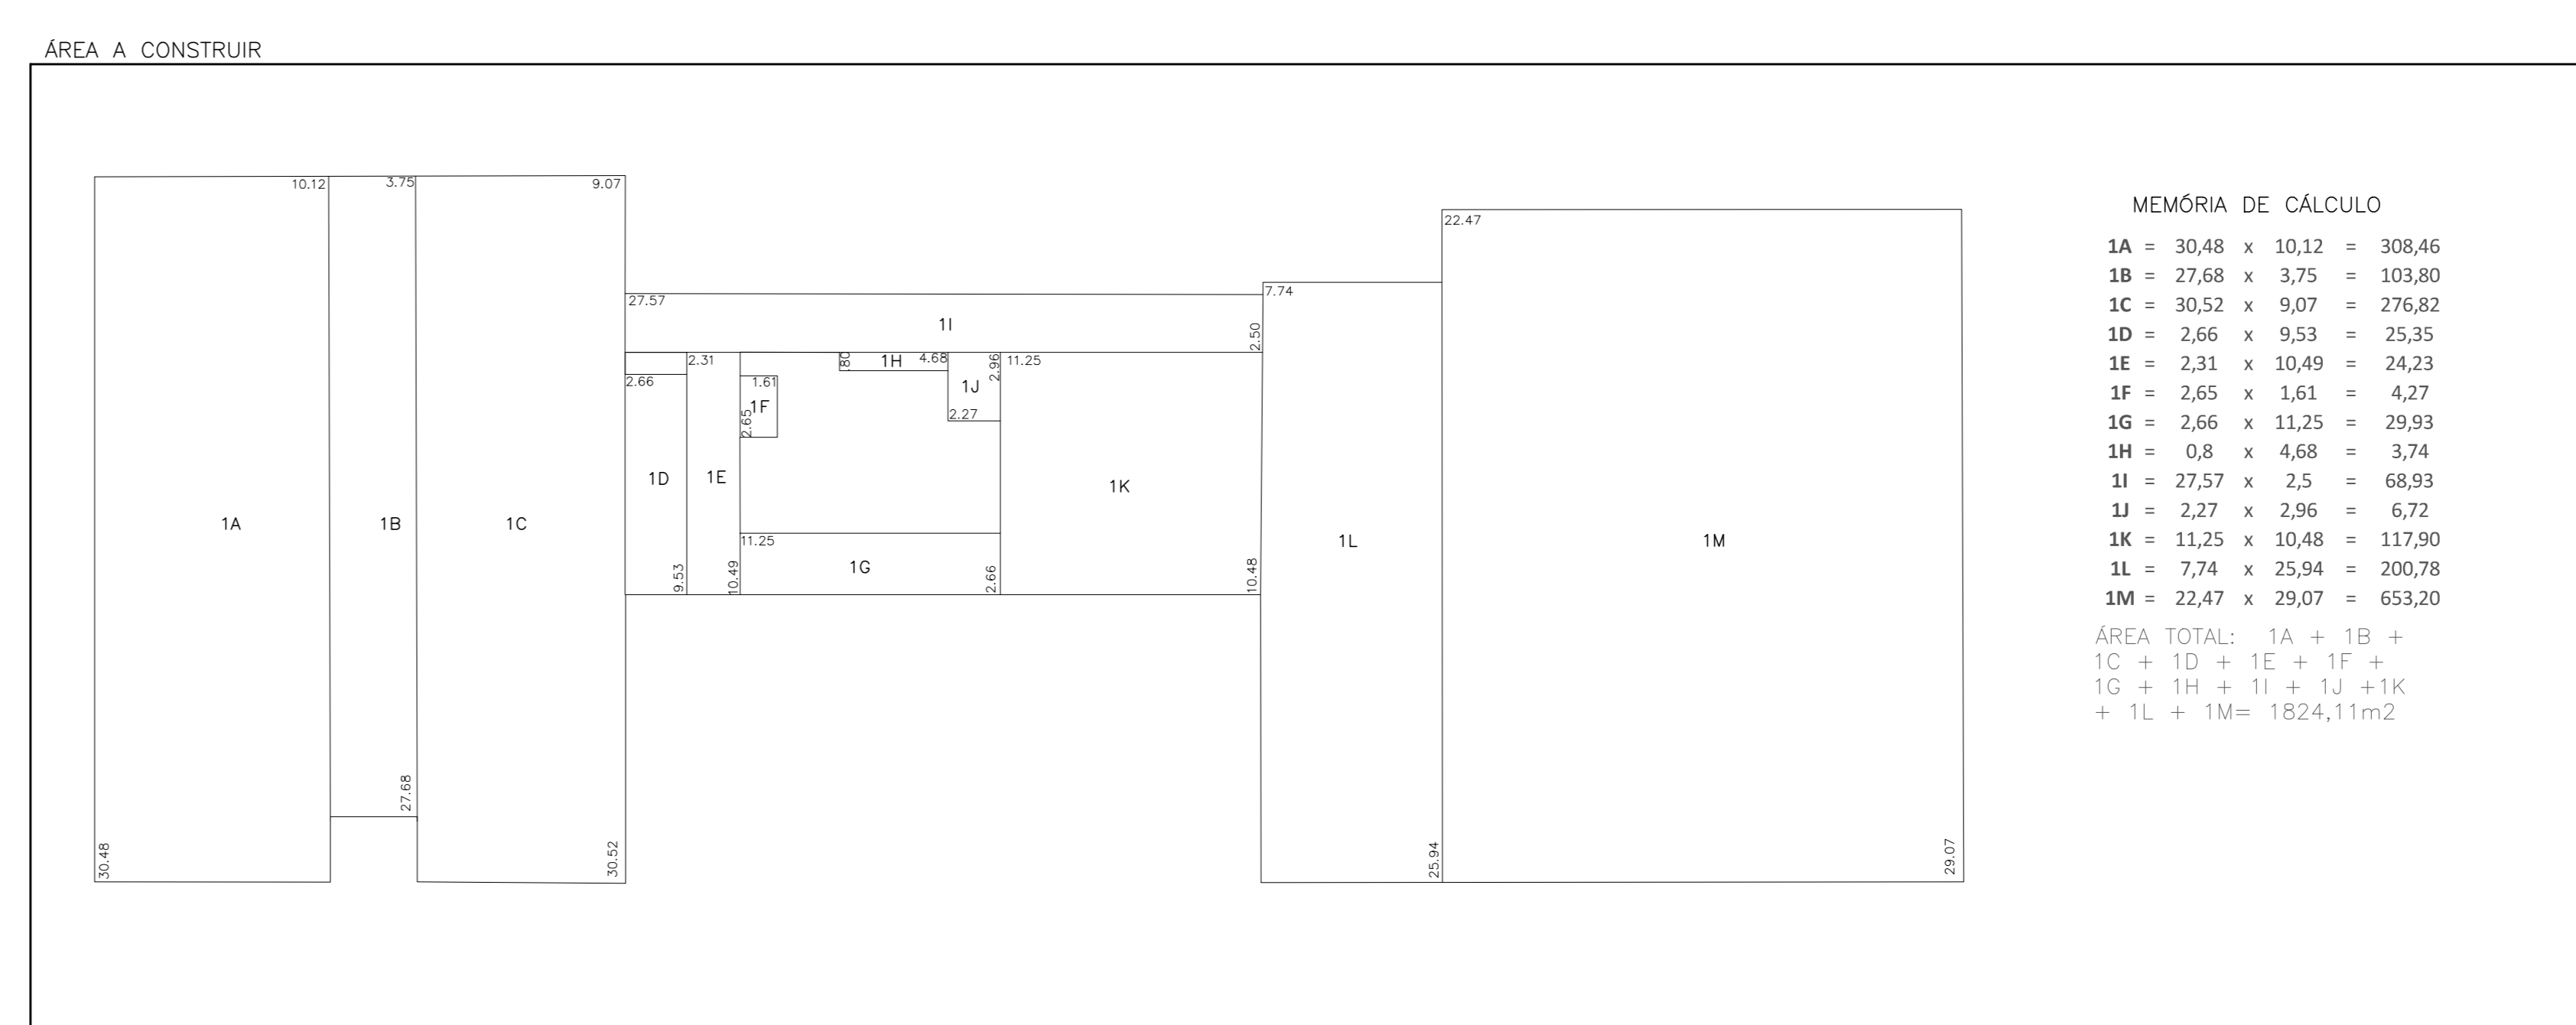 ÁREA A CONSTRUIR
10.12 3.75 9.07
22.47
7.74
27.57
1I
2.50
2.31 .80 1H 4.68 2.96 11.25
2.66 1.61 1J
1F
2.65 2.27
1D 1E 1K
1A 1B 1C
11.25 1L 1M
1G
9.53 10.49 2.66 10.48
27.68
30.48 30.52 25.94 29.07
MEMÓRIA DE CÁLCULO
1A = 30,48 x 10,12 = 308,46
1B = 27,68 x 3,75 = 103,80
1C = 30,52 x 9,07 = 276,82
1D = 2,66 x 9,53 = 25,35
1E = 2,31 x 10,49 = 24,23
1F = 2,65 x 1,61 = 4,27
1G = 2,66 x 11,25 = 29,93
1H = 0,8 x 4,68 = 3,74
1I = 27,57 x 2,5 = 68,93
1J = 2,27 x 2,96 = 6,72
1K = 11,25 x 10,48 = 117,90
1L = 7,74 x 25,94 = 200,78
1M = 22,47 x 29,07 = 653,20
ÁREA TOTAL: 1A + 1B +
1C + 1D + 1E + 1F +
1G + 1H + 1I + 1J +1K
+ 1L + 1M= 1824,11m2